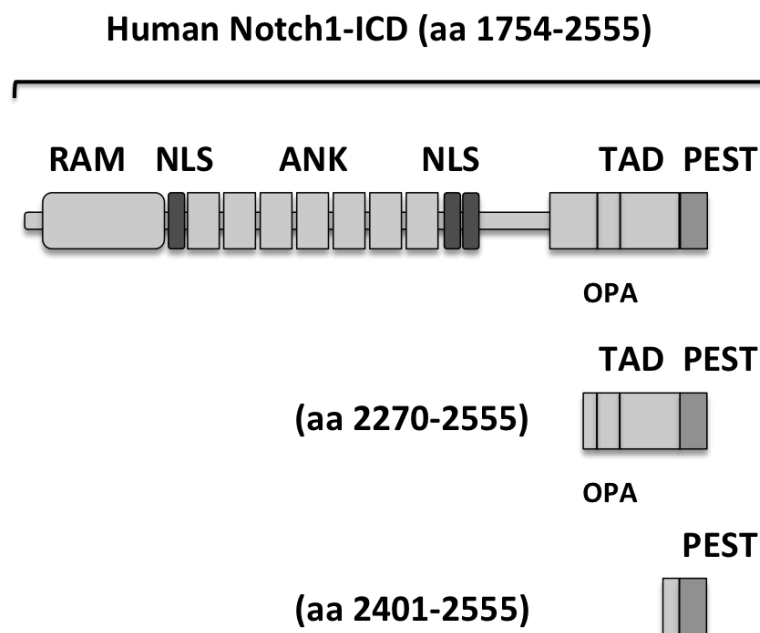 Human Notch1-ICD (aa 1754-2555)
RAM NLS ANK NLS TAD PEST
OPA
TAD PEST
(aa 2270-2555)
OPA
PEST
(aa 2401-2555)